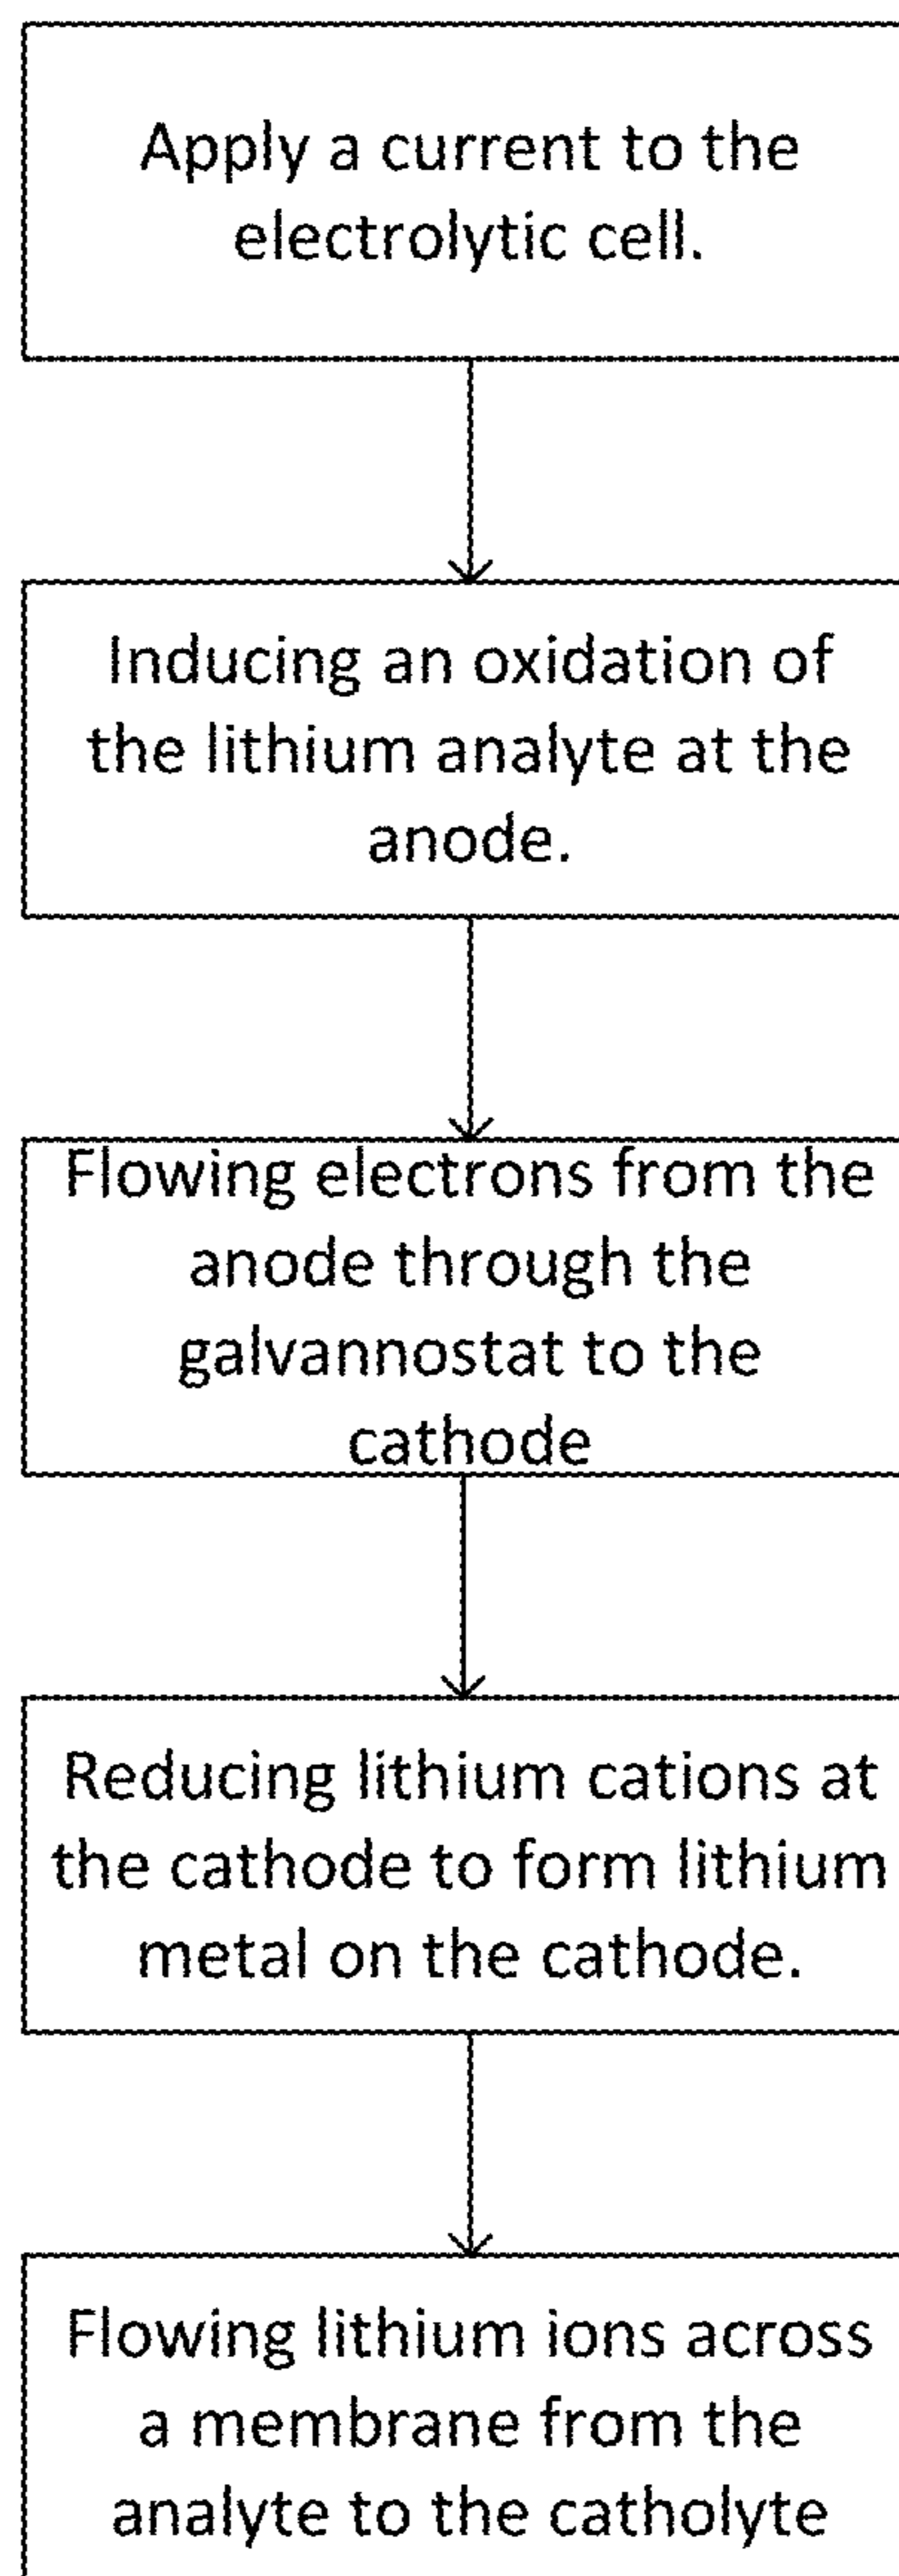 Apply a current to the
electrolytic cell.
Inducing an oxidation of
the lithium analyte at the
anode.
Flowing electrons from the
anode through the
galvannostat to the
cathode
Reducing lithium cations at
the cathode to form lithium
metal on the cathode.
Flowing lithium ions across
a membrane from the
analyte to the catholyte